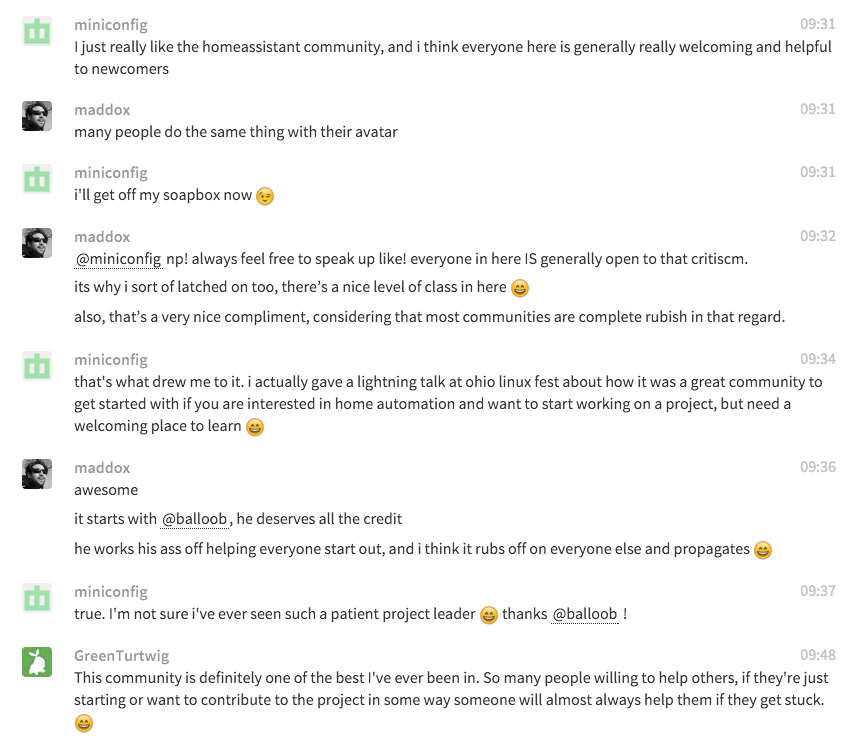 miniconfig 09:31
I just really like the homeassistant community, and i think everyone here is generally really welcoming and helpful
to newcomers
maddox 09:31
many people do the same thing with their avatar
miniconfig 09:31
i'll get off my soapbox now 😉
maddox 09:32
@miniconfig np! always feel free to speak up like! everyone in here IS generally open to that critiscm.
its why i sort of latched on too, there's a nice level of class in here 😄
also, that's a very nice compliment, considering that most communities are complete rubish in that regard.
miniconfig 09:34
that's what drew me to it. i actually gave a lightning talk at ohio linux fest about how it was a great community to
get started with if you are interested in home automation and want to start working on a project, but need a
welcoming place to learn 😄
maddox 09:36
awesome
it starts with @balloob, he deserves all the credit
he works his ass off helping everyone start out, and i think it rubs off on everyone else and propagates 😄
miniconfig 09:37
true. I'm not sure i've ever seen such a patient project leader 😄 thanks @balloob !
GreenTurtwig 09:48
This community is definitely one of the best I've ever been in. So many people willing to help others, if they're just
starting or want to contribute to the project in some way someone will almost always help them if they get stuck.
😄